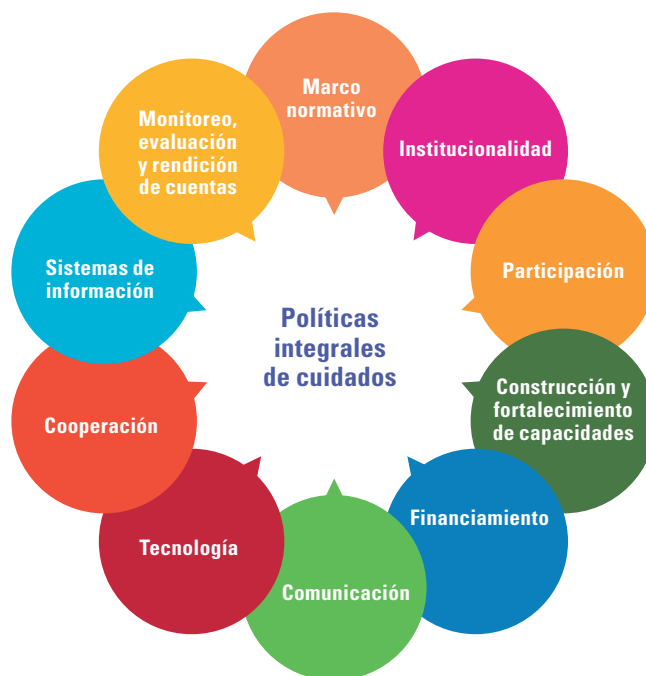 Marco
normativo
Institucionalidad
Participación
Construcción y
fortalecimiento
de capacidades
Financiamiento
Comunicación
Tecnología
Cooperación
Sistemas de
información
Monitoreo,
evaluación
y rendición
de cuentas
Políticas
integrales
de cuidados